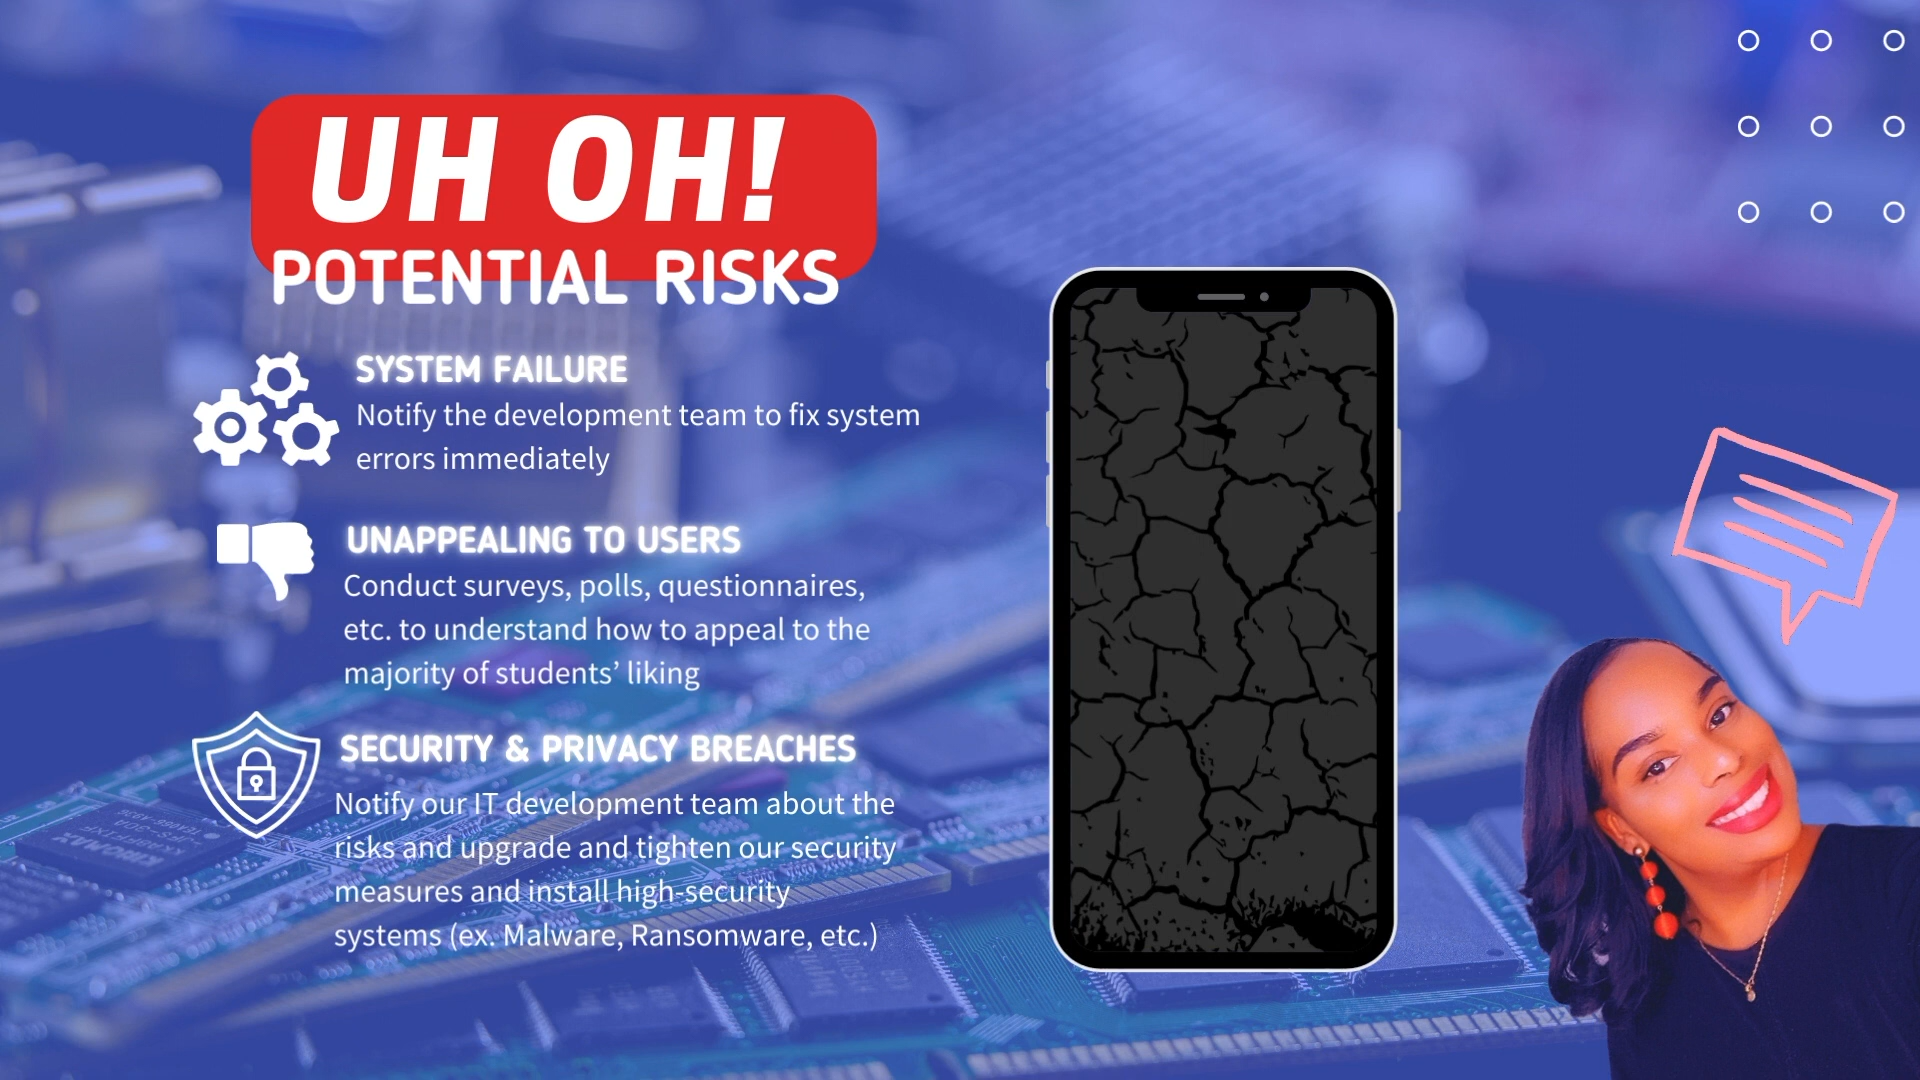 UH OH!
POTENTIAL RISKS
SYSTEM FAILURE
Notify the development team to fix system
errors immediately
UNAPPEALING TO USERS
Conduct surveys, polls, questionnaires,
etc. to understand how to appeal to the
majority of students’ liking
SECURITY & PRIVACY BREACHES
Notify our IT development team about the
risks and upgrade and tighten our security
measures and install high-security
systems (ex. Malware, Ransomware, etc.)